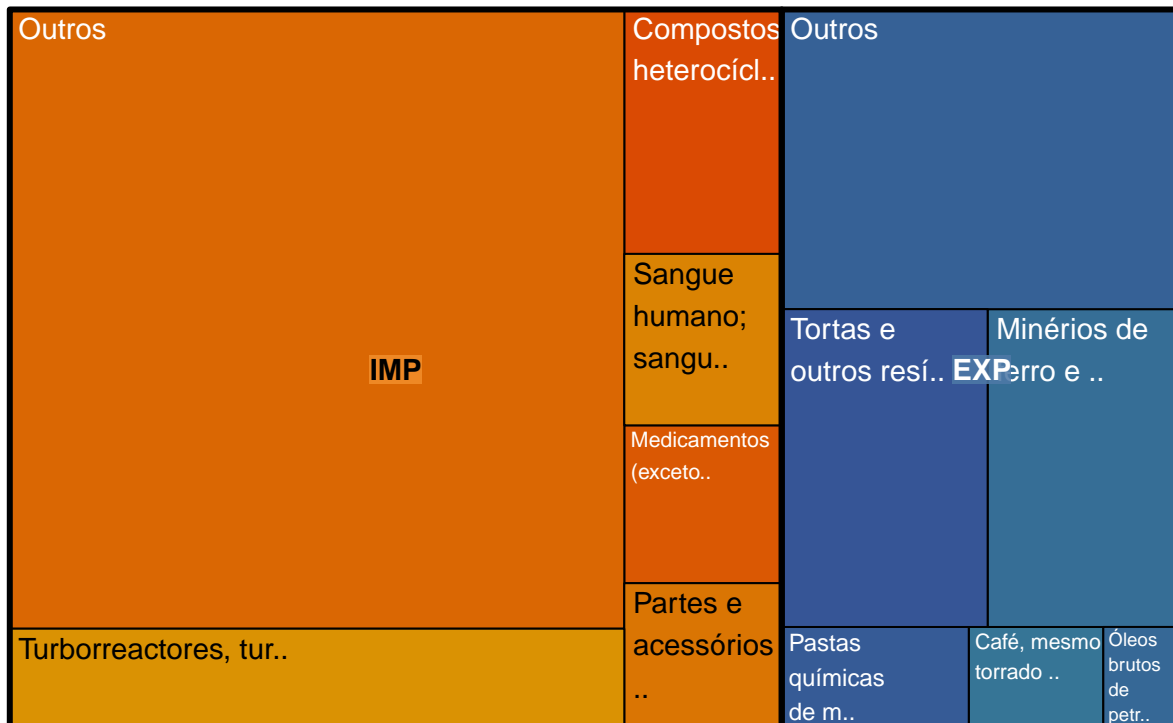 Outros
Compostos
heterocícl..
Sangue
humano;
sangu..
IMP
Medicamentos
(exceto..
Partes e
acessórios
..
Turborreactores, tur..
Outros
Tortas e
outros resí..
EXP
Minérios de
ferro e ..
Pastas
químicas
de m..
Café, mesmo
torrado ..
Óleos
brutos
de
petr..